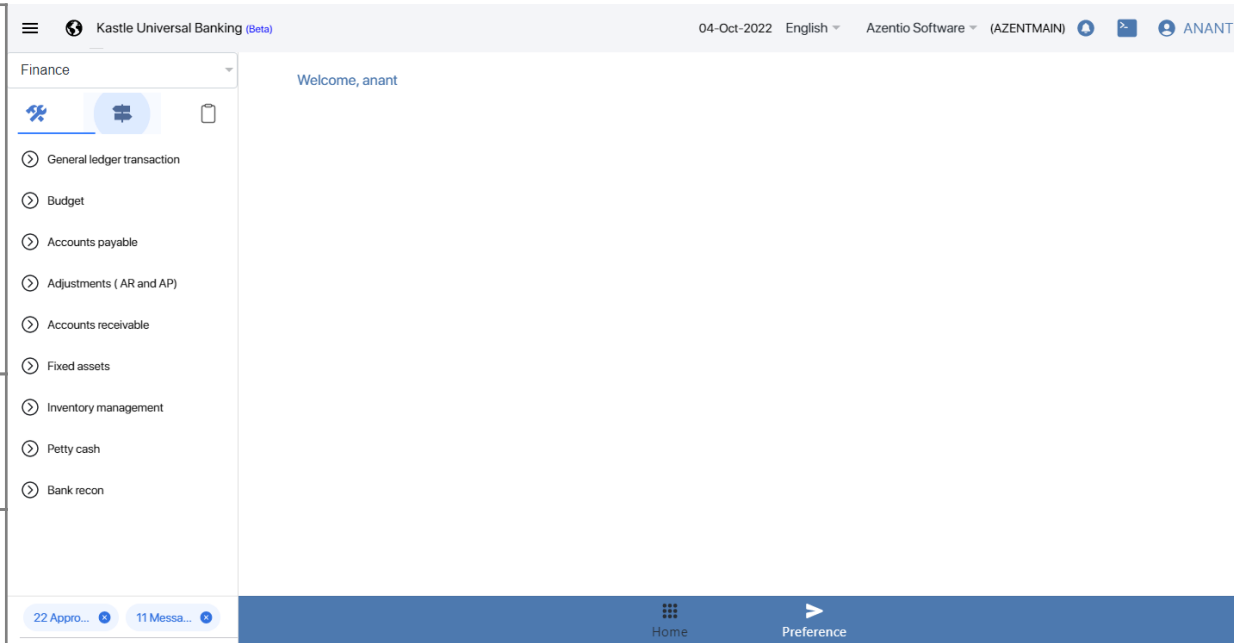 Kastle Universal Banking (Beta)
04-Oct-2022 English Azentio Software (AZENTMAIN) ANANT
Finance
Welcome, anant
General ledger transaction
Budget
Accounts payable
Adjustments ( AR and AP)
Accounts receivable
Fixed assets
Inventory management
Petty cash
Bank recon
22 Appro... 11 Messa...
Home Preference